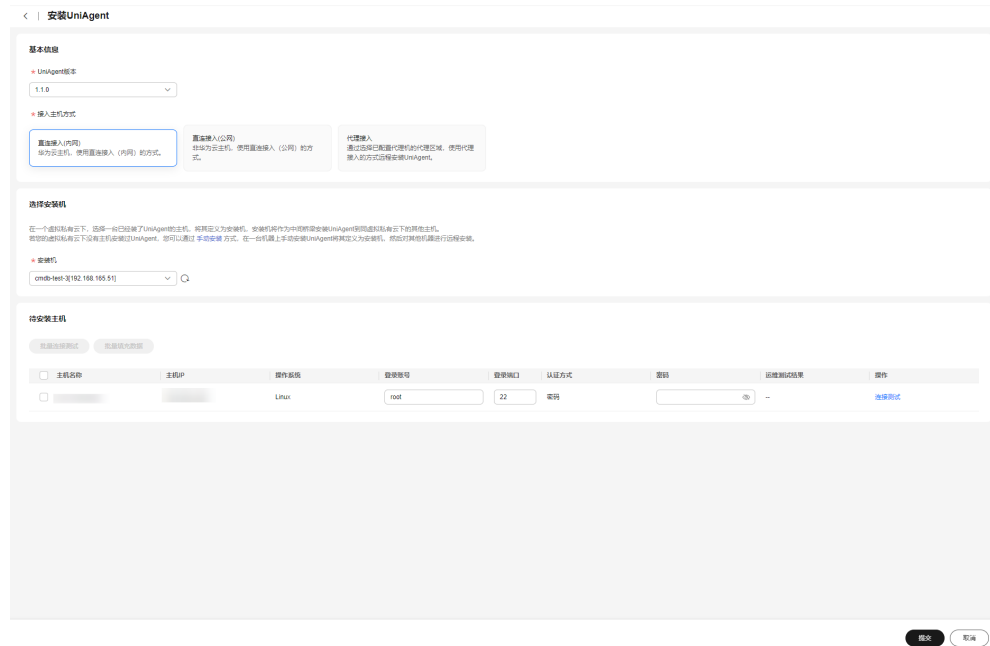 安装UniAgent
基本信息
* UniAgent版本
1.1.0
* 接入主机方式
直连接入(内网)
华为云主机，使用直连接入（内网）的方式。
直连接入(公网)
非华为云主机，使用直连接入（公网）的方
式。
代理接入
通过选择已配置代理机的代理区域，使用代理
接入的方式远程安装UniAgent。
选择安装机
在一个虚拟私有云下，选择一台已经装了UniAgent的主机，将其定义为安装机，安装机将作为中间桥梁安装UniAgent到同虚拟私有云下的其他主机。
若您的虚拟私有云下没有主机安装过UniAgent，您可以通过 手动安装 方式，在一台机器上手动安装UniAgent将其定义为安装机，然后对其他机器进行远程安装。
* 安装机
cmdb-test-3[192.168.165.51]
待安装主机
批量连接测试 批量填充数据
主机名称 主机IP 操作系统 登录账号 登录端口 认证方式 密码 运维测试结果 操作
Linux root 22 密码 -- 连接测试
提交 取消